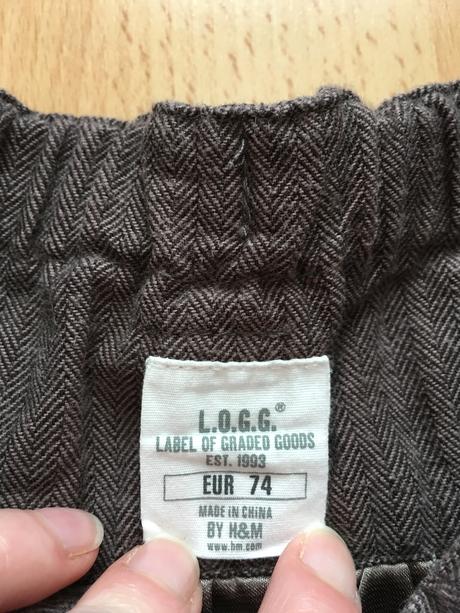 L.O.G.G.®
LABEL OF GRADED GOODS
EST. 1993
EUR 74
MADE IN CHINA
BY H&M
www.hm.com